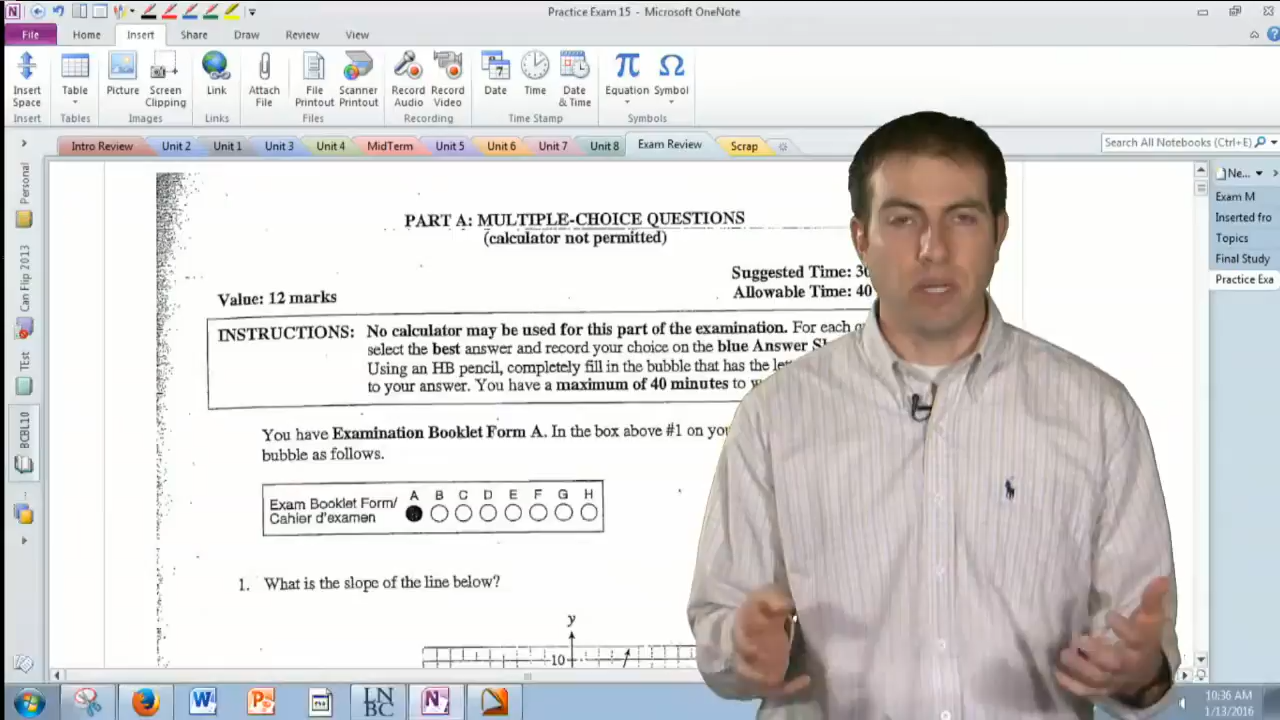 Practice Exam 15 - Microsoft OneNote
File Home Insert Share Draw Review View
Insert Space Table Picture Screen Clipping Link Attach File File Printout Scanner Printout Record Audio Record Video Date Time Date & Time Equation Symbol
Insert Tables Images Links Files Recording Time Stamp Symbols
Intro Review Unit 2 Unit 1 Unit 3 Unit 4 MidTerm Unit 5 Unit 6 Unit 7 Unit 8 Exam Review Scrap Search All Notebooks (Ctrl+E)
Personal
Can Flip 2013
TEst
BCBL10
Ne...
Exam M
Inserted fro
Topics
Final Study
Practice Exa
PART A: MULTIPLE-CHOICE QUESTIONS
(calculator not permitted)
Suggested Time: 30
Value: 12 marks Allowable Time: 40
INSTRUCTIONS: No calculator may be used for this part of the examination. For each
select the best answer and record your choice on the blue Answer
Using an HB pencil, completely fill in the bubble that has the
to your answer. You have a maximum of 40 minutes to
You have Examination Booklet Form A. In the box above #1 on
bubble as follows.
A B C D E F G H
Exam Booklet Form/
Cahier d'examen
1. What is the slope of the line below?
y
10
LN
BC
10:36 AM
1/13/2016